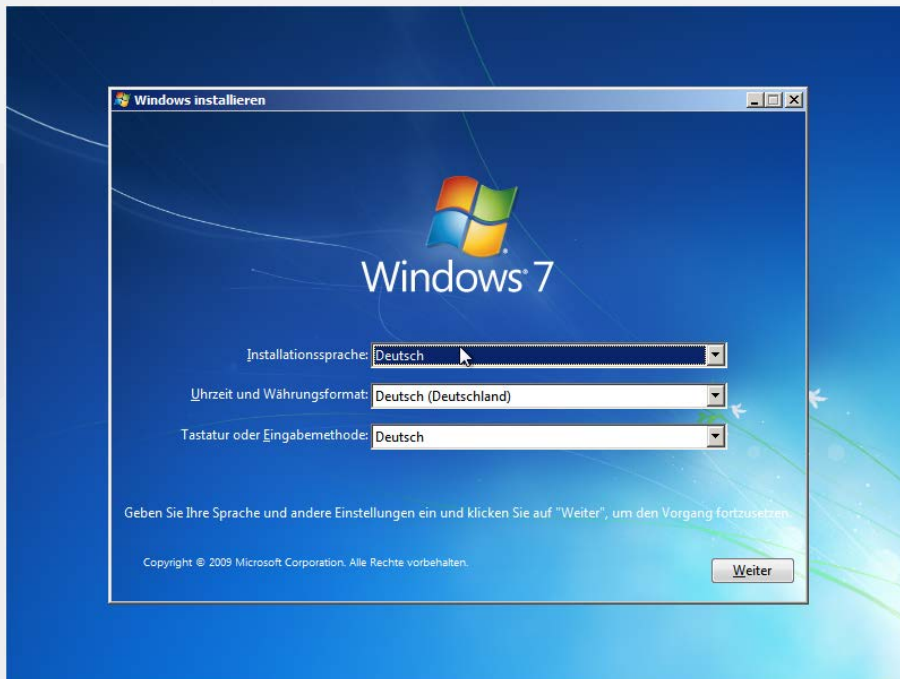 Windows installieren
Windows® 7
Installationssprache: Deutsch
Uhrzeit und Währungsformat: Deutsch (Deutschland)
Tastatur oder Eingabemethode: Deutsch
Geben Sie Ihre Sprache und andere Einstellungen ein und klicken Sie auf "Weiter", um den Vorgang fortzusetzen.
Copyright © 2009 Microsoft Corporation. Alle Rechte vorbehalten.
Weiter